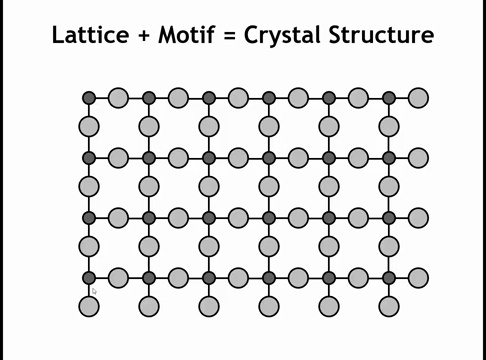 Lattice + Motif = Crystal Structure